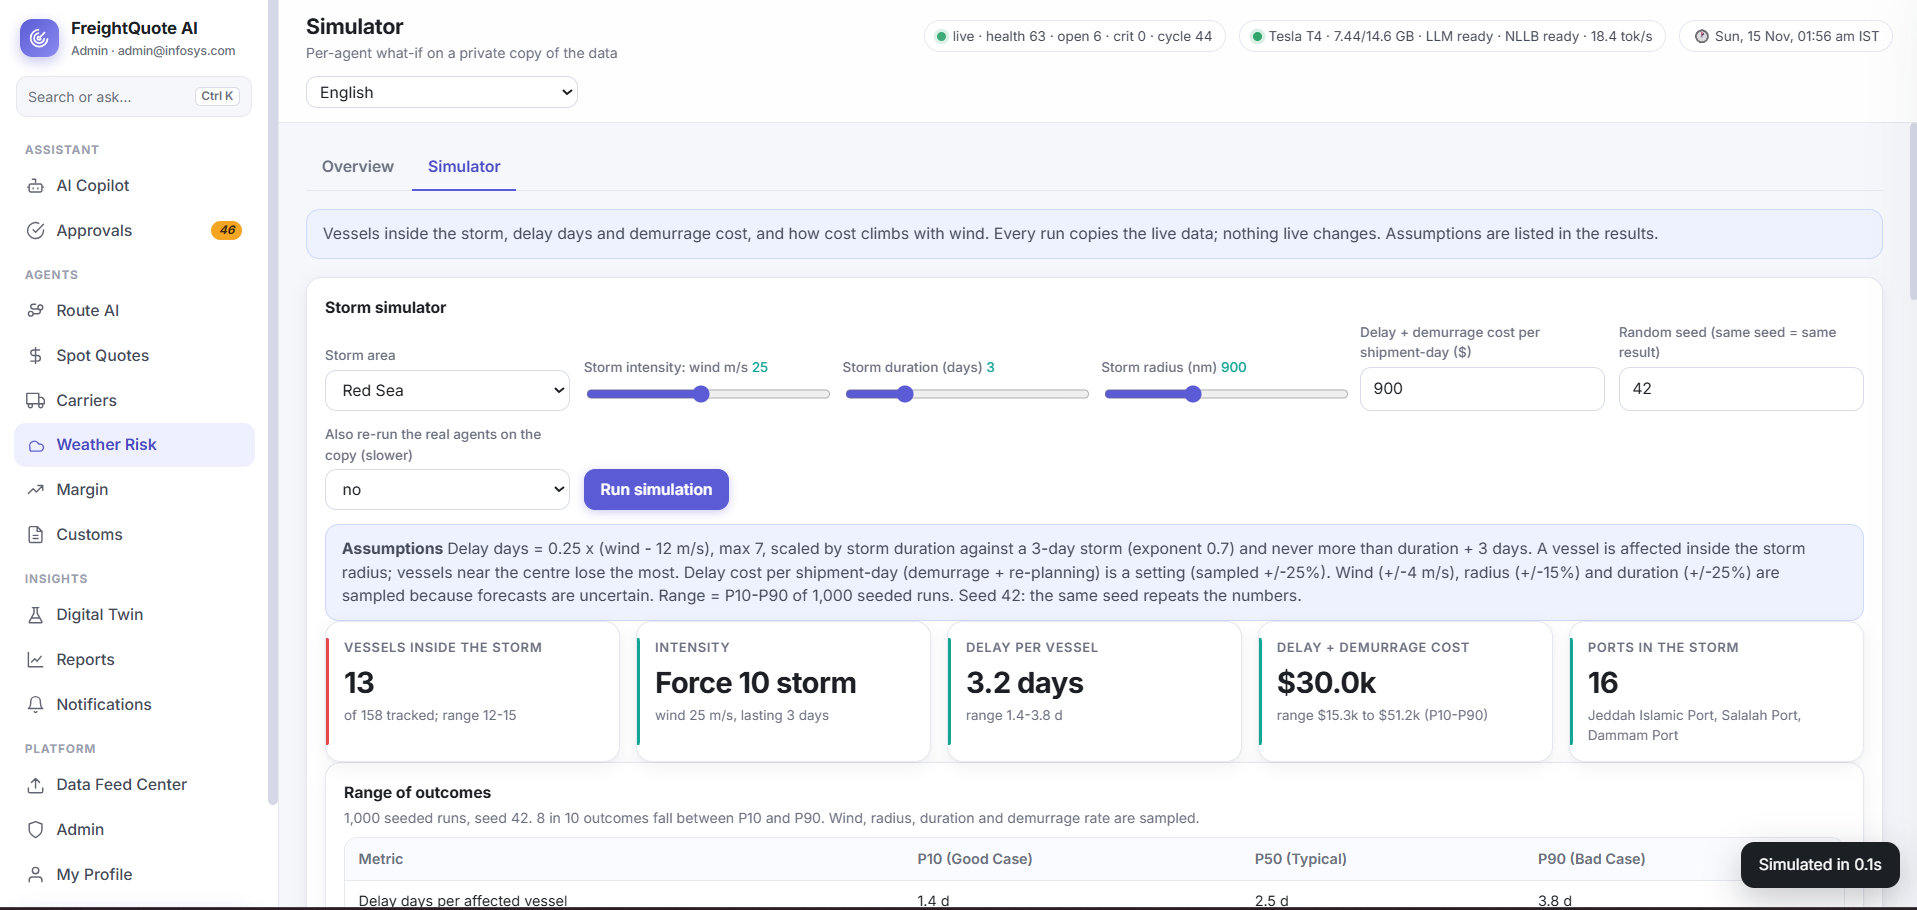 FreightQuote AI
Admin · admin@infosys.com
Search or ask...
Ctrl K
ASSISTANT
AI Copilot
Approvals
46
AGENTS
Route AI
Spot Quotes
Carriers
Weather Risk
Margin
Customs
INSIGHTS
Digital Twin
Reports
Notifications
PLATFORM
Data Feed Center
Admin
My Profile
Simulator
Per-agent what-if on a private copy of the data
English
live · health 63 · open 6 · crit 0 · cycle 44
Tesla T4 · 7.44/14.6 GB · LLM ready · NLLB ready · 18.4 tok/s
Sun, 15 Nov, 01:56 am IST
Overview
Simulator
Vessels inside the storm, delay days and demurrage cost, and how cost climbs with wind. Every run copies the live data; nothing live changes. Assumptions are listed in the results.
Storm simulator
Storm area
Red Sea
Storm intensity: wind m/s 25
Storm duration (days) 3
Storm radius (nm) 900
Delay + demurrage cost per
shipment-day ($)
900
Random seed (same seed = same
result)
42
Also re-run the real agents on the
copy (slower)
no
Run simulation
Assumptions Delay days = 0.25 x (wind - 12 m/s), max 7, scaled by storm duration against a 3-day storm (exponent 0.7) and never more than duration + 3 days. A vessel is affected inside the storm
radius; vessels near the centre lose the most. Delay cost per shipment-day (demurrage + re-planning) is a setting (sampled +/-25%). Wind (+/-4 m/s), radius (+/-15%) and duration (+/-25%) are
sampled because forecasts are uncertain. Range = P10-P90 of 1,000 seeded runs. Seed 42: the same seed repeats the numbers.
VESSELS INSIDE THE STORM
13
of 158 tracked; range 12-15
INTENSITY
Force 10 storm
wind 25 m/s, lasting 3 days
DELAY PER VESSEL
3.2 days
range 1.4-3.8 d
DELAY + DEMURRAGE COST
$30.0k
range $15.3k to $51.2k (P10-P90)
PORTS IN THE STORM
16
Jeddah Islamic Port, Salalah Port,
Dammam Port
Range of outcomes
1,000 seeded runs, seed 42. 8 in 10 outcomes fall between P10 and P90. Wind, radius, duration and demurrage rate are sampled.
Metric
P10 (Good Case)
P50 (Typical)
P90 (Bad Case)
Delay days per affected vessel
1.4 d
2.5 d
3.8 d
Simulated in 0.1s